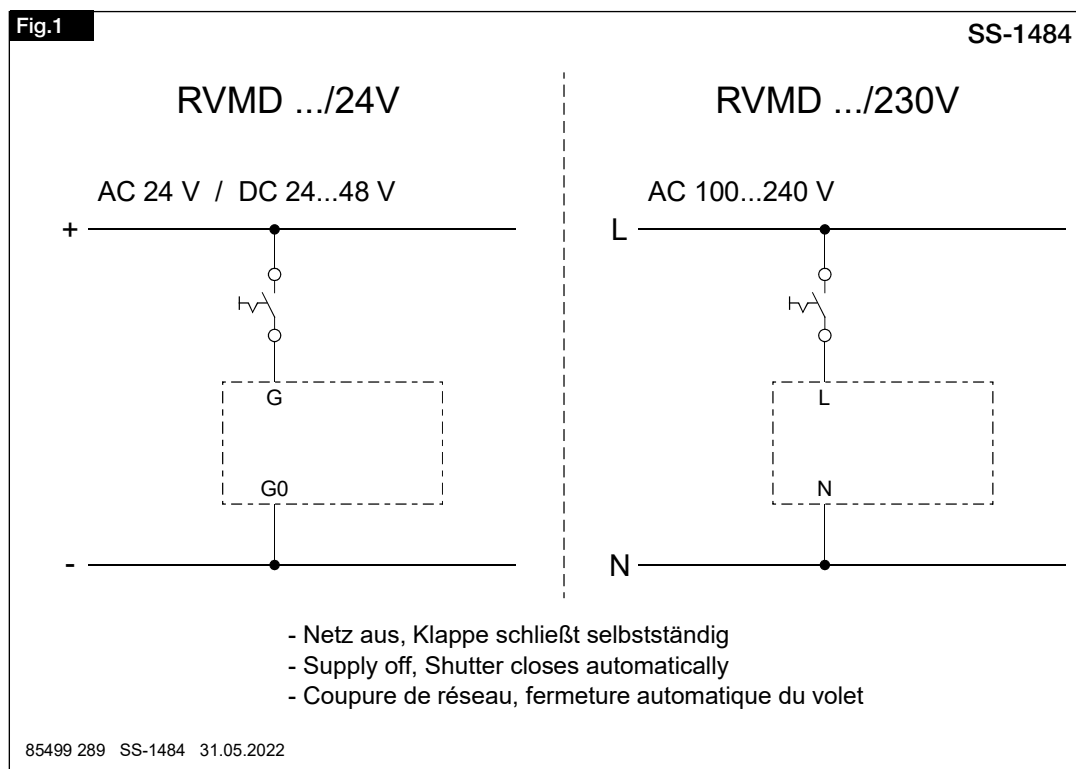 Fig.1
SS-1484
RVMD .../24V
RVMD .../230V
AC 24 V / DC 24...48 V
AC 100...240 V
+
L
G
L
G0
N
-
N
- Netz aus, Klappe schließt selbstständig
- Supply off, Shutter closes automatically
- Coupure de réseau, fermeture automatique du volet
85499 289 SS-1484 31.05.2022